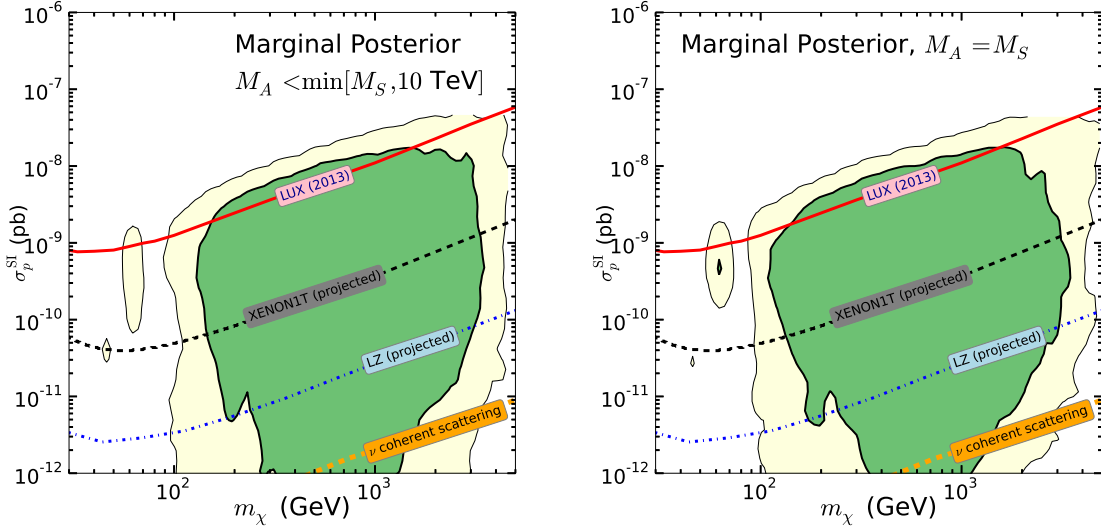 Marginal Posterior
M_A <min[M_S, 10 TeV]
LUX (2013)
XENON1T (projected)
LZ (projected)
ν coherent scattering
σ_p^SI (pb)
10^-6
10^-7
10^-8
10^-9
10^-10
10^-11
10^-12
10^2
10^3
m_χ (GeV)
Marginal Posterior, M_A = M_S
LUX (2013)
XENON1T (projected)
LZ (projected)
ν coherent scattering
σ_p^SI (pb)
10^-6
10^-7
10^-8
10^-9
10^-10
10^-11
10^-12
10^2
10^3
m_χ (GeV)